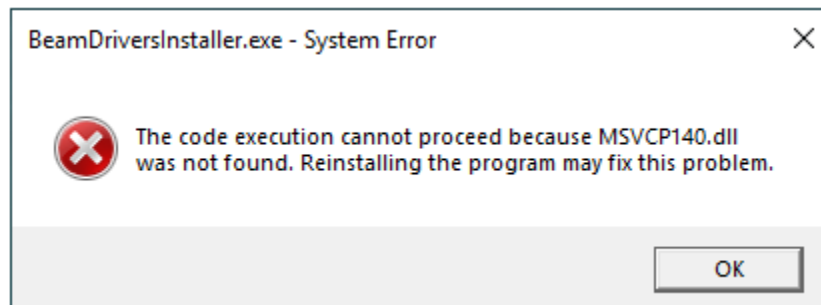 BeamDriversInstaller.exe - System Error
The code execution cannot proceed because MSVCP140.dll
was not found. Reinstalling the program may fix this problem.
OK